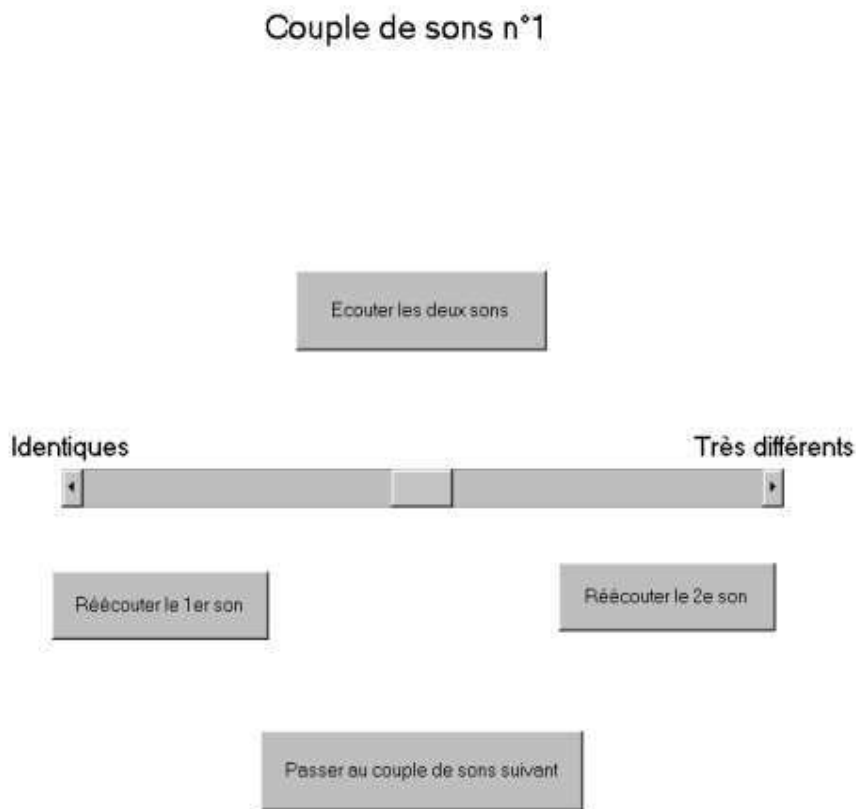 Couple de sons n°1
Ecouter les deux sons
Identiques
Très différents
Réécouter le 1er son
Réécouter le 2e son
Passer au couple de sons suivant